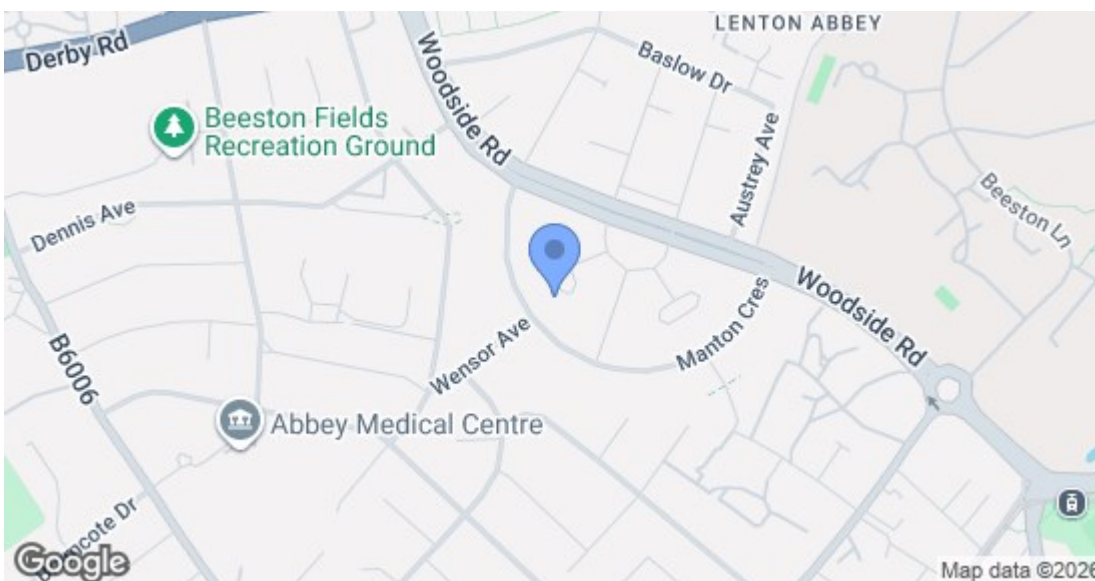 LENTON ABBEY
Derby Rd
Woodside Rd
Baslow Dr
Beeston Fields
Recreation Ground
Austrey Ave
Beeston Ln
Dennis Ave
Woodside Rd
Manton Cres
Wensor Ave
B6006
Abbey Medical Centre
Google
Map data ©2026